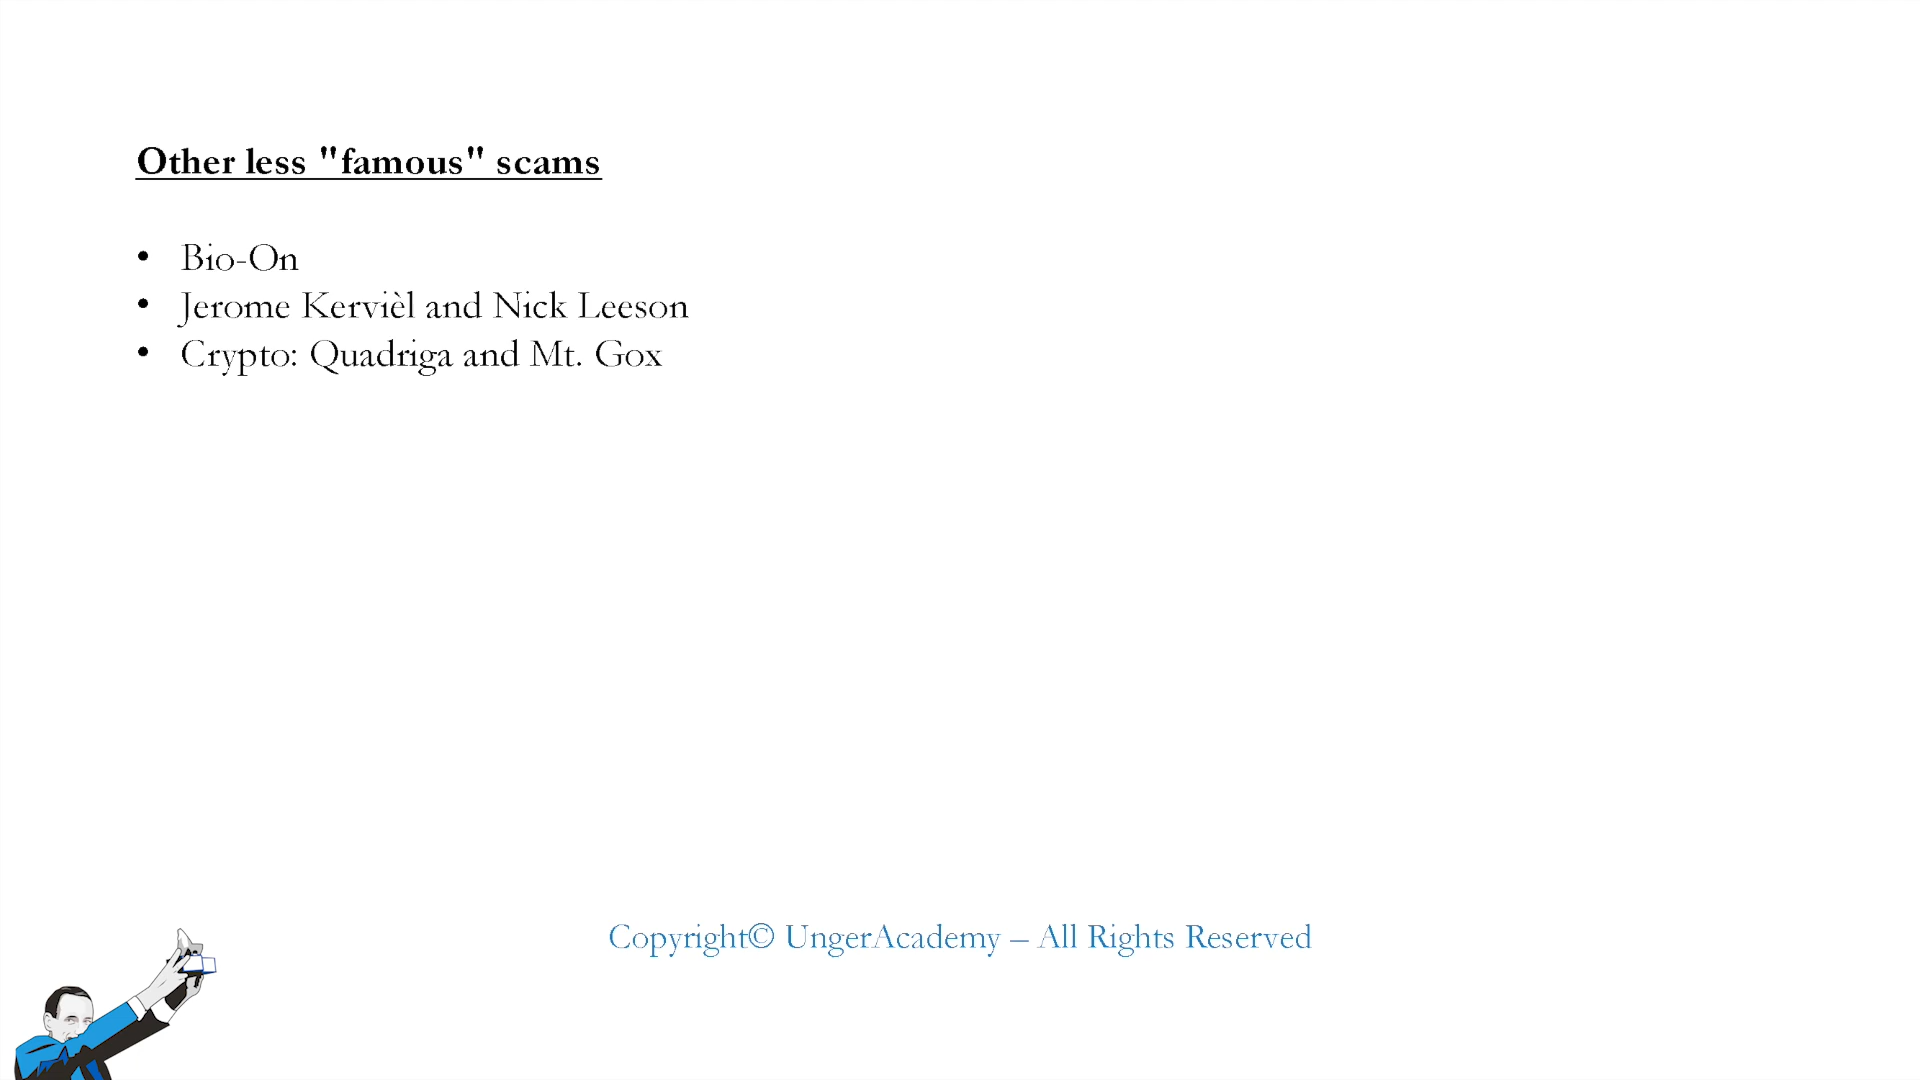 Other less "famous" scams
• Bio-On
• Jerome Kervièl and Nick Leeson
• Crypto: Quadriga and Mt. Gox
Copyright© UngerAcademy – All Rights Reserved